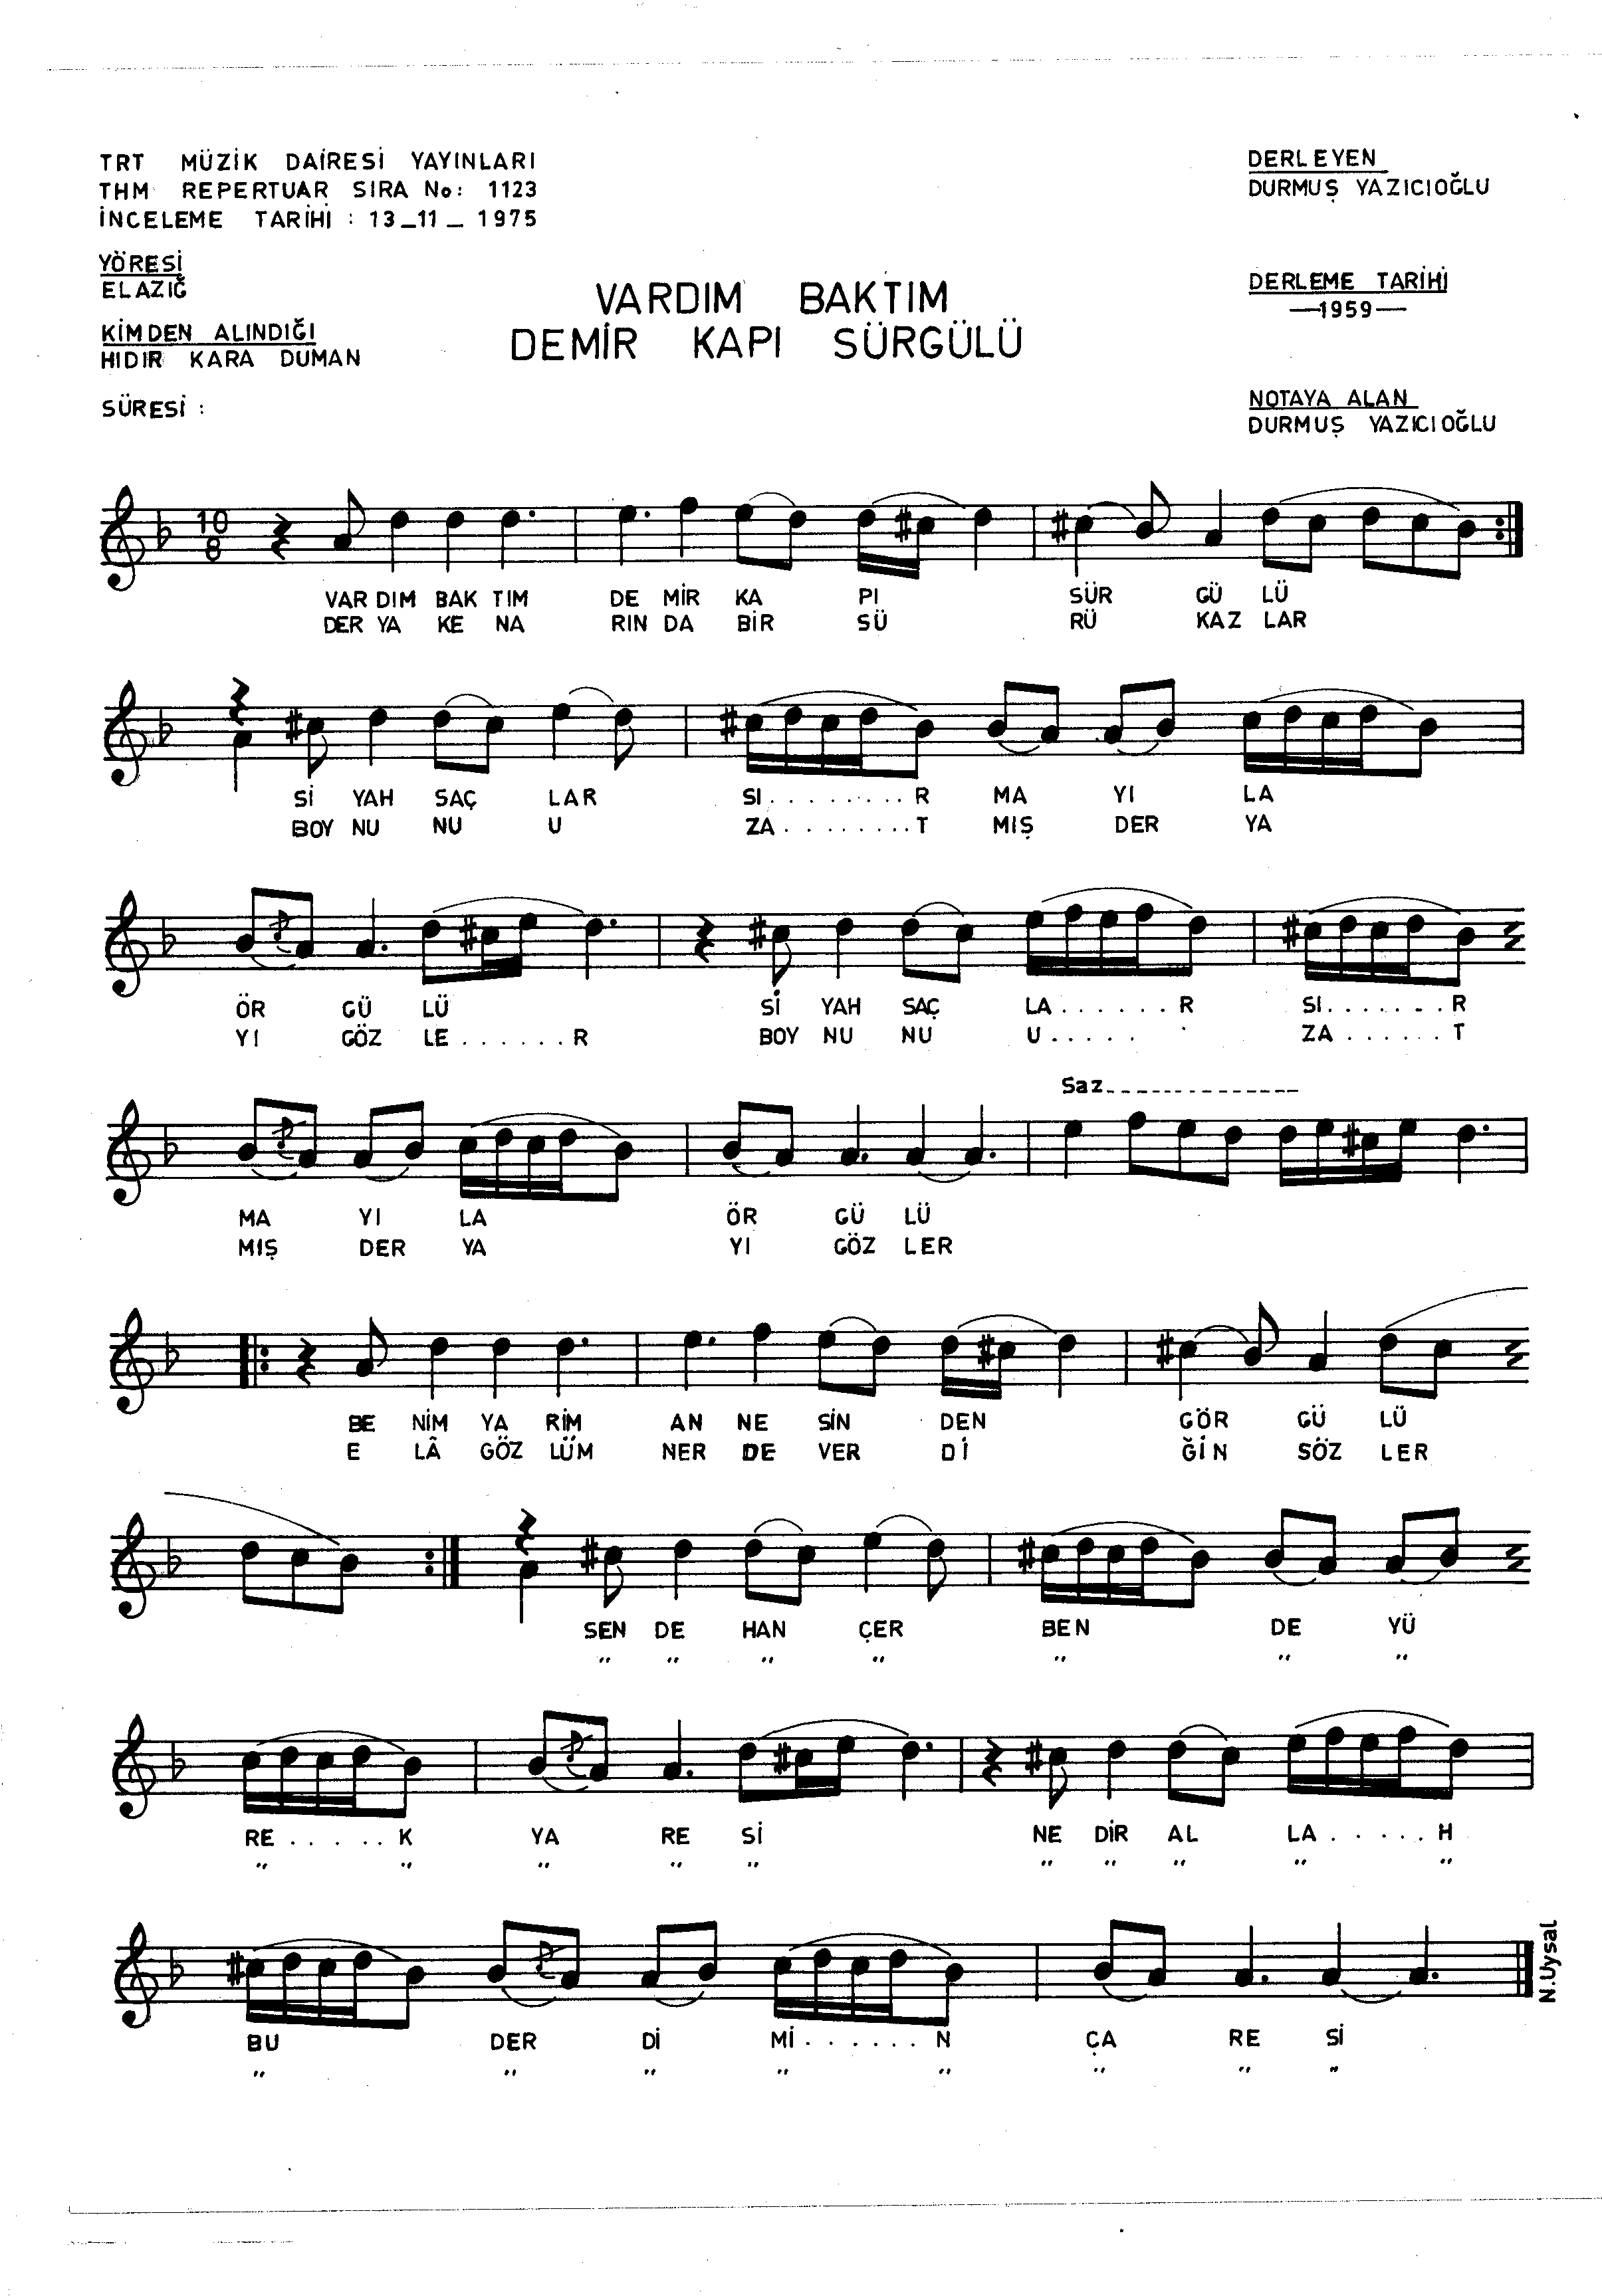 TRT MÜZİK DAİRESİ YAYINLARI
THM REPERTUAR SIRA No: 1123
İNCELEME TARİHİ : 13_11_1975
YÖRESİ
ELAZIĞ
KİMDEN ALINDIĞI
HIDIR KARA DUMAN
SÜRESİ :
VARDIM BAKTIM
DEMİR KAPI SÜRGÜLÜ
DERLEYEN
DURMUŞ YAZICIOĞLU
DERLEME TARİHİ
—1959—
NOTAYA ALAN
DURMUŞ YAZICIOĞLU
10
8
VAR DIM BAK TIM DE MİR KA PI SÜR GÜ LÜ
DER YA KE NA RIN DA BİR SÜ RÜ KAZ LAR
Sİ YAH SAÇ LAR SI.........R MA YI LA
BOY NU NU U ZA.........T MIŞ DER YA
ÖR GÜ LÜ Sİ YAH SAÇ LA......R SI.......R
YI GÖZ LE......R BOY NU NU U..... ZA......T
Saz_ _ _ _ _ _ _ _ _ _ _ _ _
MA YI LA ÖR GÜ LÜ
MIŞ DER YA YI GÖZ LER
BE NİM YA RİM AN NE SİN DEN GÖR GÜ LÜ
E LÂ GÖZ LÜM NER DE VER Dİ ĞİN SÖZ LER
SEN DE HAN ÇER BEN DE YÜ
,, ,, ,, ,, ,, ,, ,,
RE.....K YA RE Sİ NE DİR AL LA.....H
,, ,, ,, ,, ,, ,, ,, ,, ,, ,,
BU DER Dİ Mİ......N ÇA RE Sİ
,, ,, ,, ,, ,, ,, ,, ,,
N.Uysal